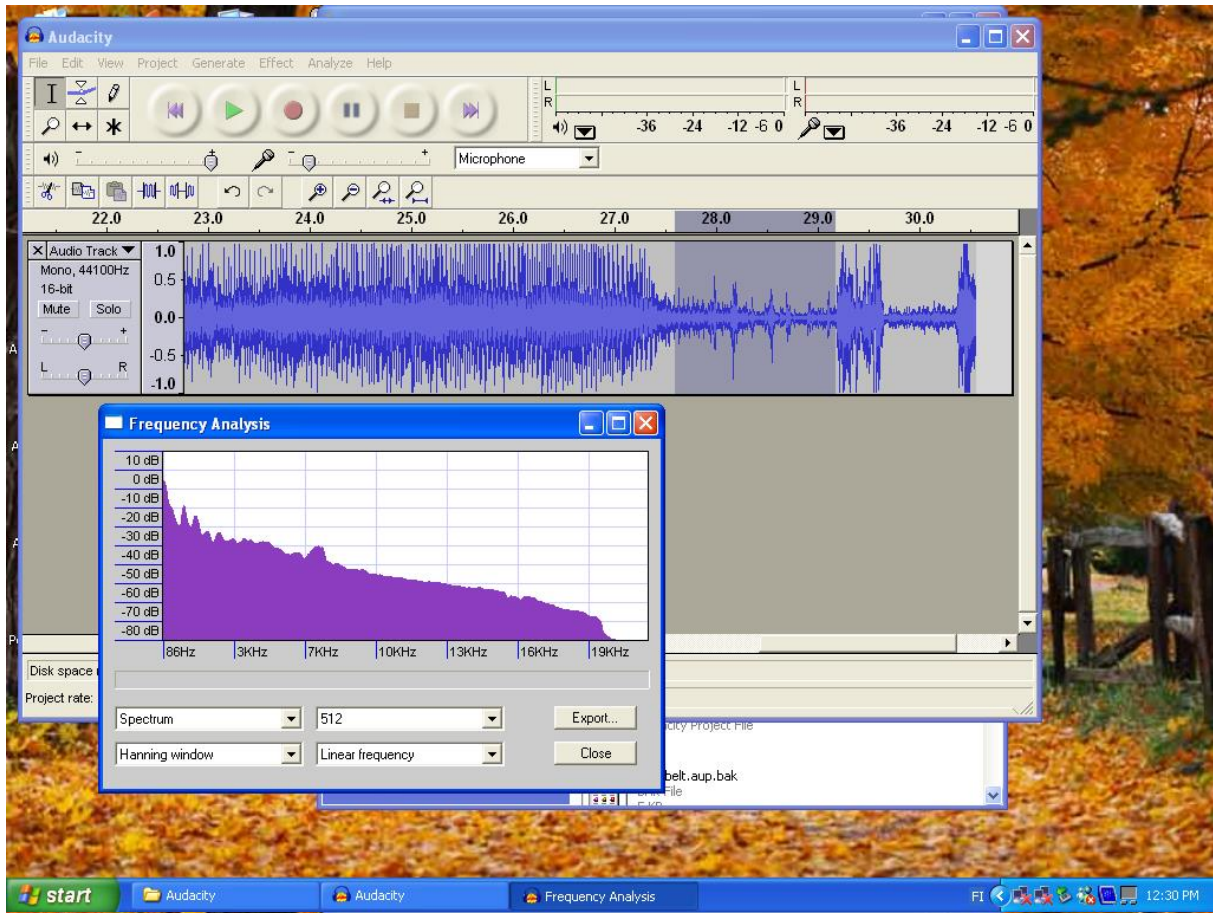 Audacity
File Edit View Project Generate Effect Analyze Help
L
R
-36 -24 -12 -6 0
L
R
-36 -24 -12 -6 0
- +
- +
Microphone
22.0 23.0 24.0 25.0 26.0 27.0 28.0 29.0 30.0
X Audio Track
Mono, 44100Hz
16-bit
Mute Solo
- +
L R
1.0
0.5
0.0
-0.5
-1.0
Frequency Analysis
10 dB
0 dB
-10 dB
-20 dB
-30 dB
-40 dB
-50 dB
-60 dB
-70 dB
-80 dB
86Hz 3KHz 7KHz 10KHz 13KHz 16KHz 19KHz
Disk space
Project rate:
Spectrum 512 Export...
Hanning window Linear frequency Close
Project File
belt.aup.bak
File
start Audacity Audacity Frequency Analysis FI 12:30 PM